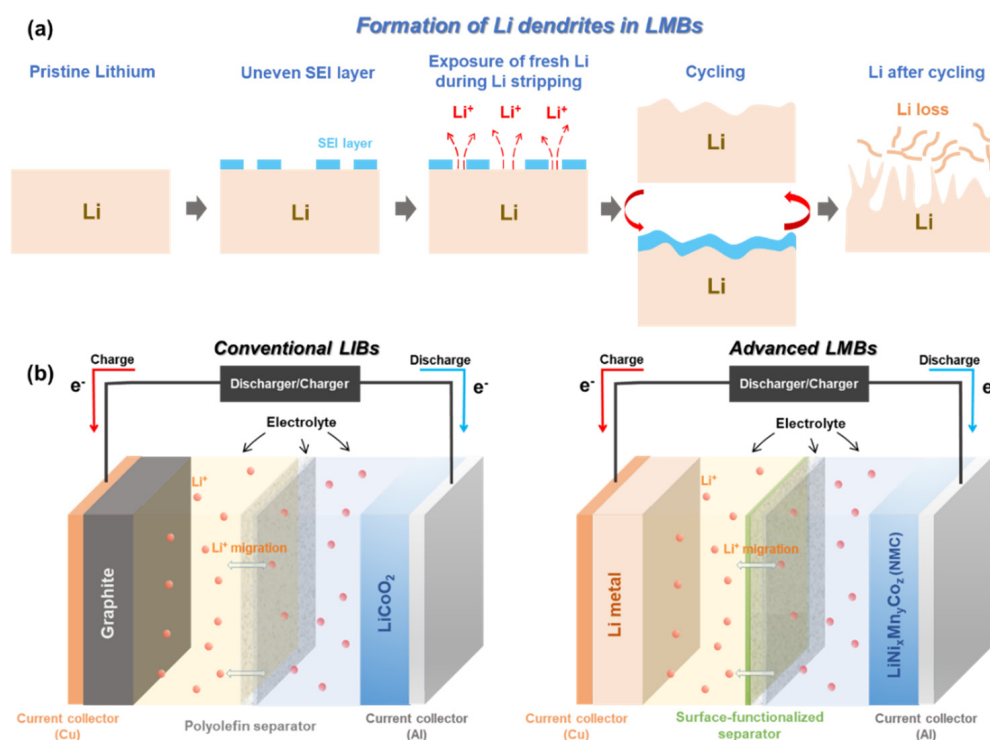 (a)
Formation of Li dendrites in LMBs
Pristine Lithium
Uneven SEI layer
Exposure of fresh Li
during Li stripping
Cycling
Li after cycling
Li⁺ Li⁺ Li⁺
Li loss
SEI layer
Li
Li
Li
Li
Li
Li
(b)
Conventional LIBs
Charge
Discharge
e⁻
e⁻
Discharger/Charger
Electrolyte
Li⁺
Li⁺ migration
Graphite
LiCoO₂
Current collector
(Cu)
Polyolefin separator
Current collector
(Al)
Advanced LMBs
Charge
Discharge
e⁻
e⁻
Discharger/Charger
Electrolyte
Li⁺
Li⁺ migration
Li metal
LiNiₓMnᵧCo_z (NMC)
Current collector
(Cu)
Surface-functionalized
separator
Current collector
(Al)